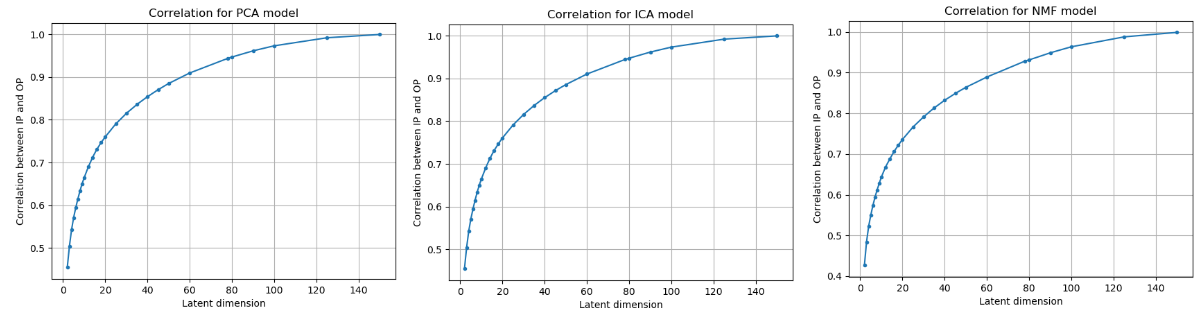 Correlation for PCA model
Correlation between IP and OP
1.0
0.9
0.8
0.7
0.6
0.5
0 20 40 60 80 100 120 140
Latent dimension
Correlation for ICA model
Correlation between IP and OP
1.0
0.9
0.8
0.7
0.6
0.5
0 20 40 60 80 100 120 140
Latent dimension
Correlation for NMF model
Correlation between IP and OP
1.0
0.9
0.8
0.7
0.6
0.5
0.4
0 20 40 60 80 100 120 140
Latent dimension